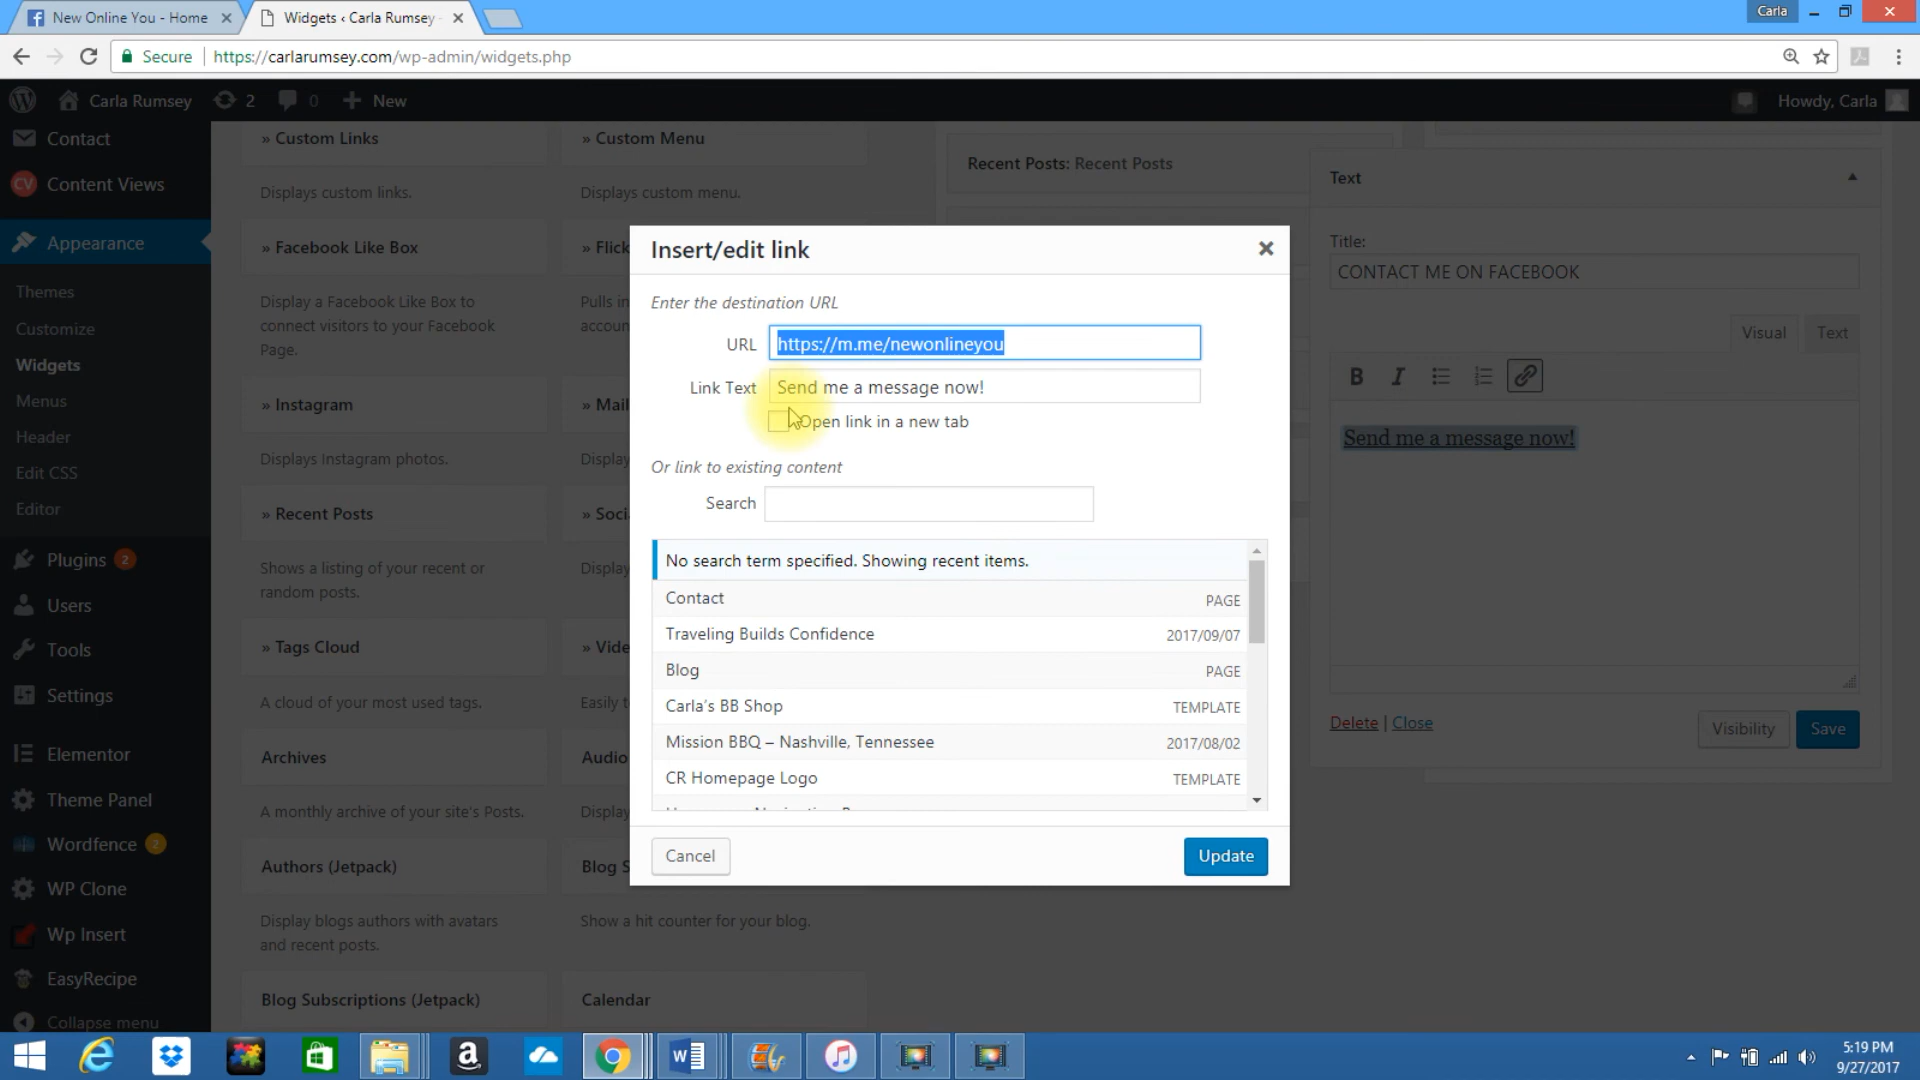 New Online You - Home
Widgets ‹ Carla Rumsey
Carla
Secure
https://carlarumsey.com/wp-admin/widgets.php
Carla Rumsey
2
0
New
Howdy, Carla
Contact
Content Views
Appearance
Themes
Customize
Widgets
Menus
Header
Edit CSS
Editor
Plugins 2
Users
Tools
Settings
Elementor
Theme Panel
Wordfence 2
WP Clone
Wp Insert
EasyRecipe
Collapse menu
» Custom Links
Displays custom links.
» Facebook Like Box
Display a Facebook Like Box to
connect visitors to your Facebook
Page.
» Instagram
Displays Instagram photos.
» Recent Posts
Shows a listing of your recent or
random posts.
» Tags Cloud
A cloud of your most used tags.
Archives
A monthly archive of your site's Posts.
Authors (Jetpack)
Display blogs authors with avatars
and recent posts.
Blog Subscriptions (Jetpack)
» Custom Menu
Displays custom menu.
Show a hit counter for your blog.
Calendar
Recent Posts: Recent Posts
Insert/edit link
Enter the destination URL
URL
https://m.me/newonlineyou
Link Text
Send me a message now!
Open link in a new tab
Or link to existing content
Search
No search term specified. Showing recent items.
Contact
PAGE
Traveling Builds Confidence
2017/09/07
Blog
PAGE
Carla's BB Shop
TEMPLATE
Mission BBQ – Nashville, Tennessee
2017/08/02
CR Homepage Logo
TEMPLATE
Cancel
Update
Text
Title:
CONTACT ME ON FACEBOOK
Visual
Text
B I
Send me a message now!
Delete | Close
Visibility
Save
5:19 PM
9/27/2017